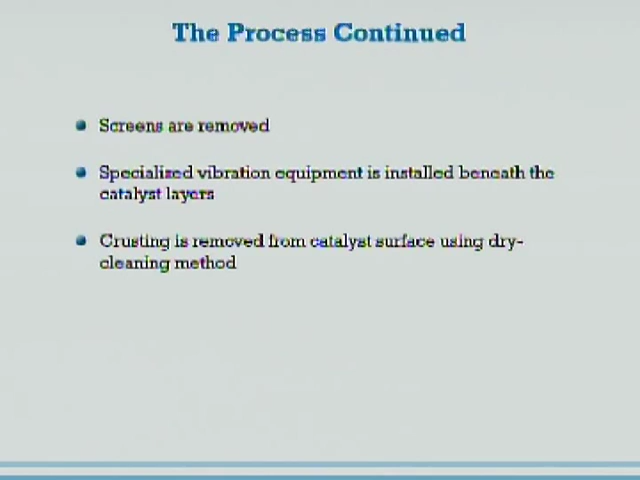 The Process Continued
Screens are removed
Specialized vibration equipment is installed beneath the
catalyst layers
Crusting is removed from catalyst surface using dry-
cleaning method